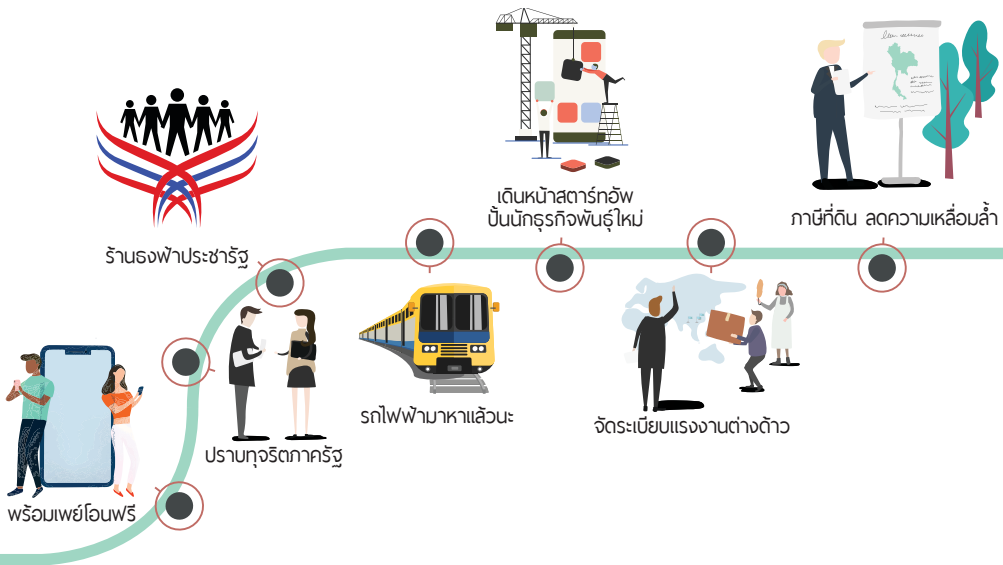 เดินหน้าสตาร์ทอัพ
ปั้นนักธุรกิจพันธุ์ใหม่
ภาษีที่ดิน ลดความเหลื่อมล้ำ
ร้านธงฟ้าประชารัฐ
รถไฟฟ้ามาหาแล้วนะ
จัดระเบียบแรงงานต่างด้าว
ปราบทุจริตภาครัฐ
พร้อมเพย์โอนฟรี